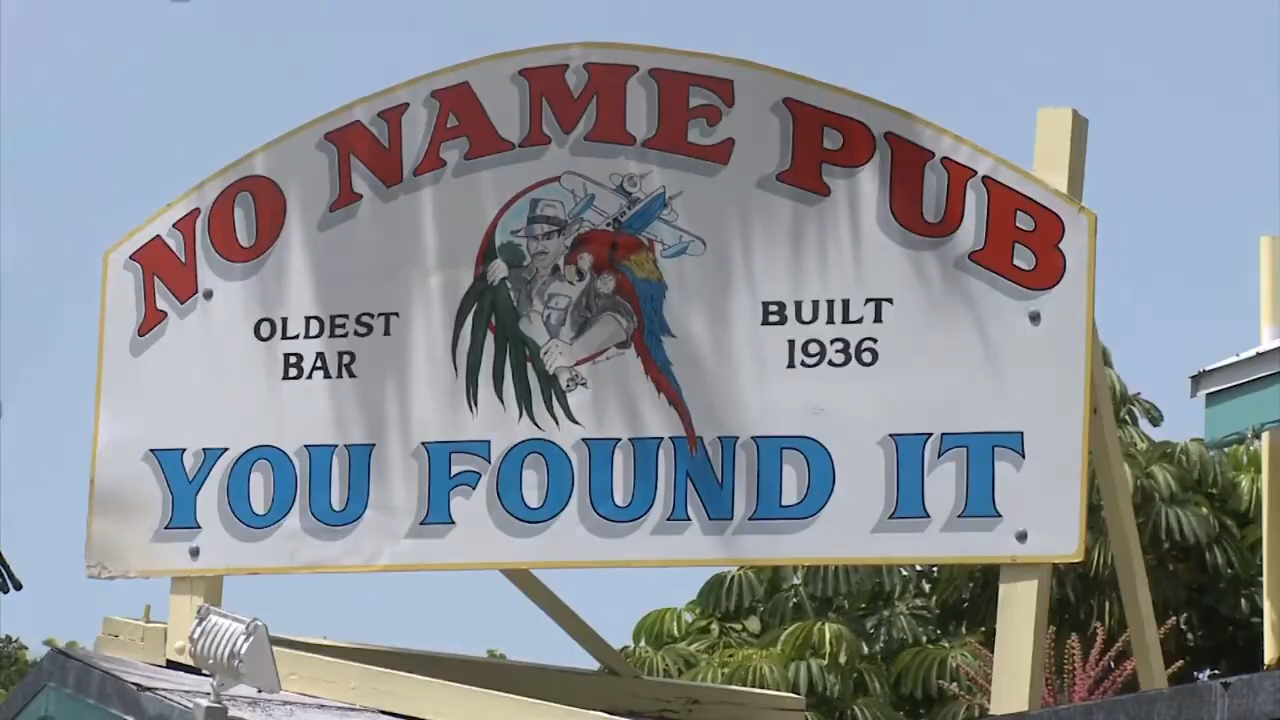 NO NAME PUB
OLDEST
BAR
BUILT
1936
YOU FOUND IT